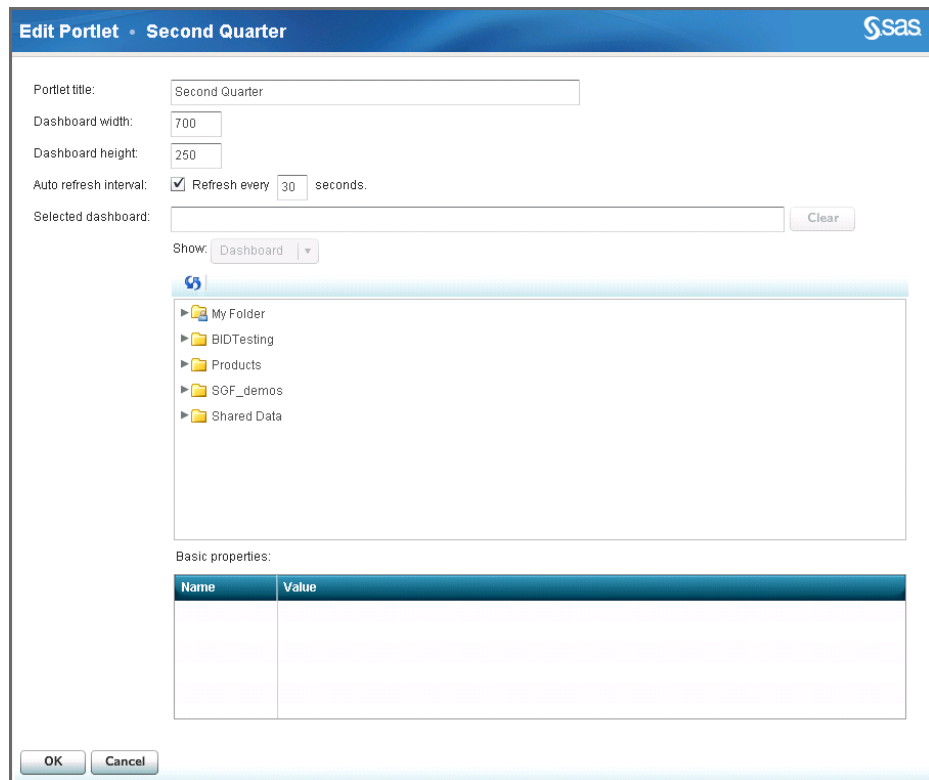 Edit Portlet • Second Quarter
sas
Portlet title: Second Quarter
Dashboard width: 700
Dashboard height: 250
Auto refresh interval: Refresh every 30 seconds.
Selected dashboard: Clear
Show: Dashboard
My Folder
BIDTesting
Products
SGF_demos
Shared Data
Basic properties:
Name Value
OK Cancel